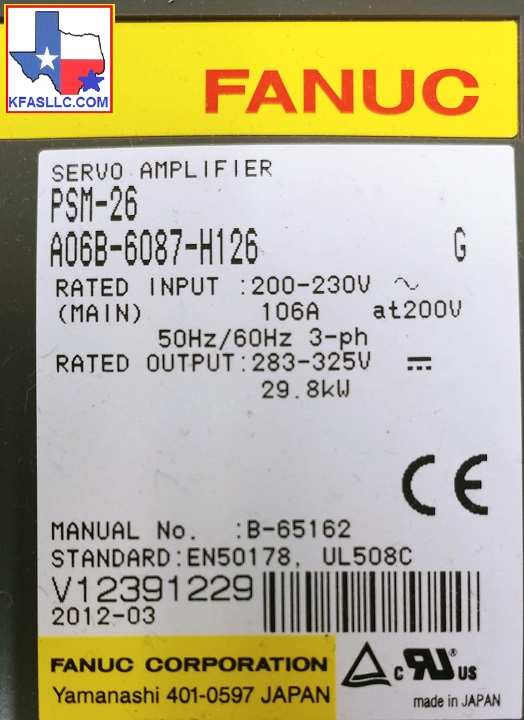 KFASLLC.COM
FANUC
SERVO AMPLIFIER
PSM-26
A06B-6087-H126 G
RATED INPUT :200-230V ~
(MAIN) 106A at200V
50Hz/60Hz 3-ph
RATED OUTPUT:283-325V ⎓
29.8kW
CE
MANUAL No. :B-65162
STANDARD:EN50178, UL508C
V12391229
2012-03
FANUC CORPORATION
Yamanashi 401-0597 JAPAN
c RU® US
made in JAPAN